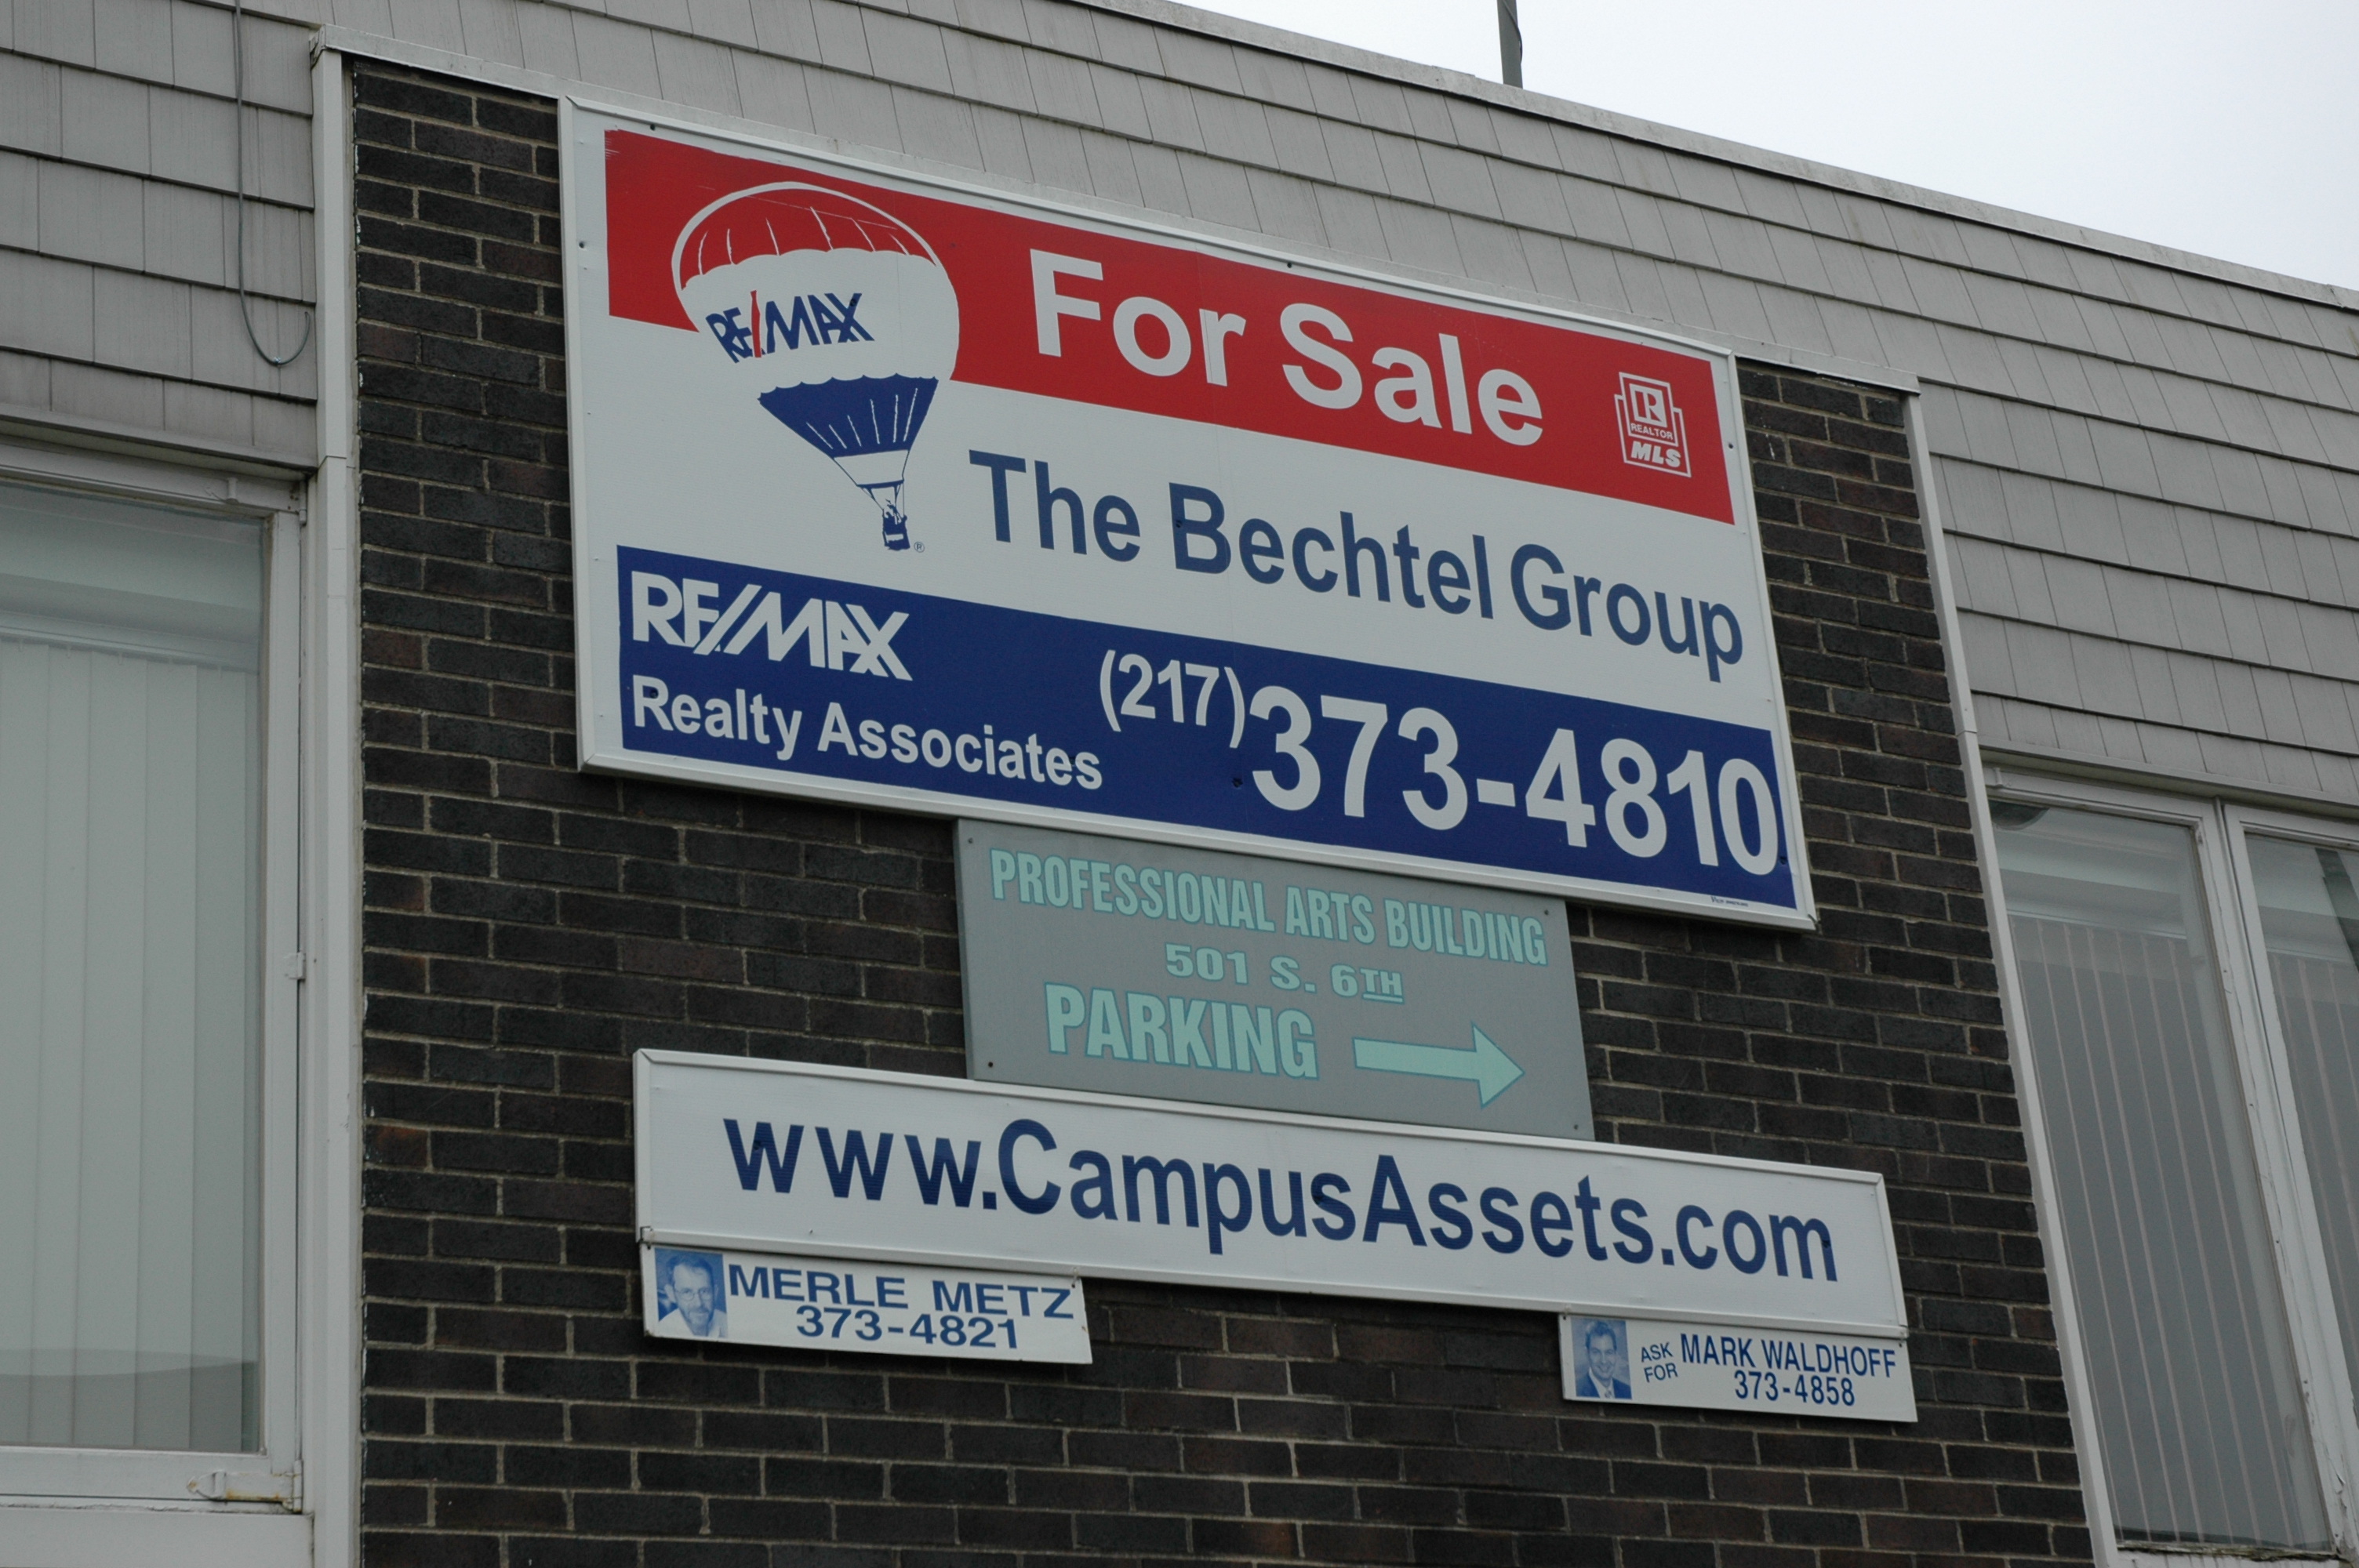 For Sale
RE/MAX
REALTOR
MLS
The Bechtel Group
RE/MAX
Realty Associates
(217)373-4810
PROFESSIONAL ARTS BUILDING
501 S. 6TH
PARKING
www.CampusAssets.com
MERLE METZ
373-4821
ASK FOR MARK WALDHOFF
373-4858